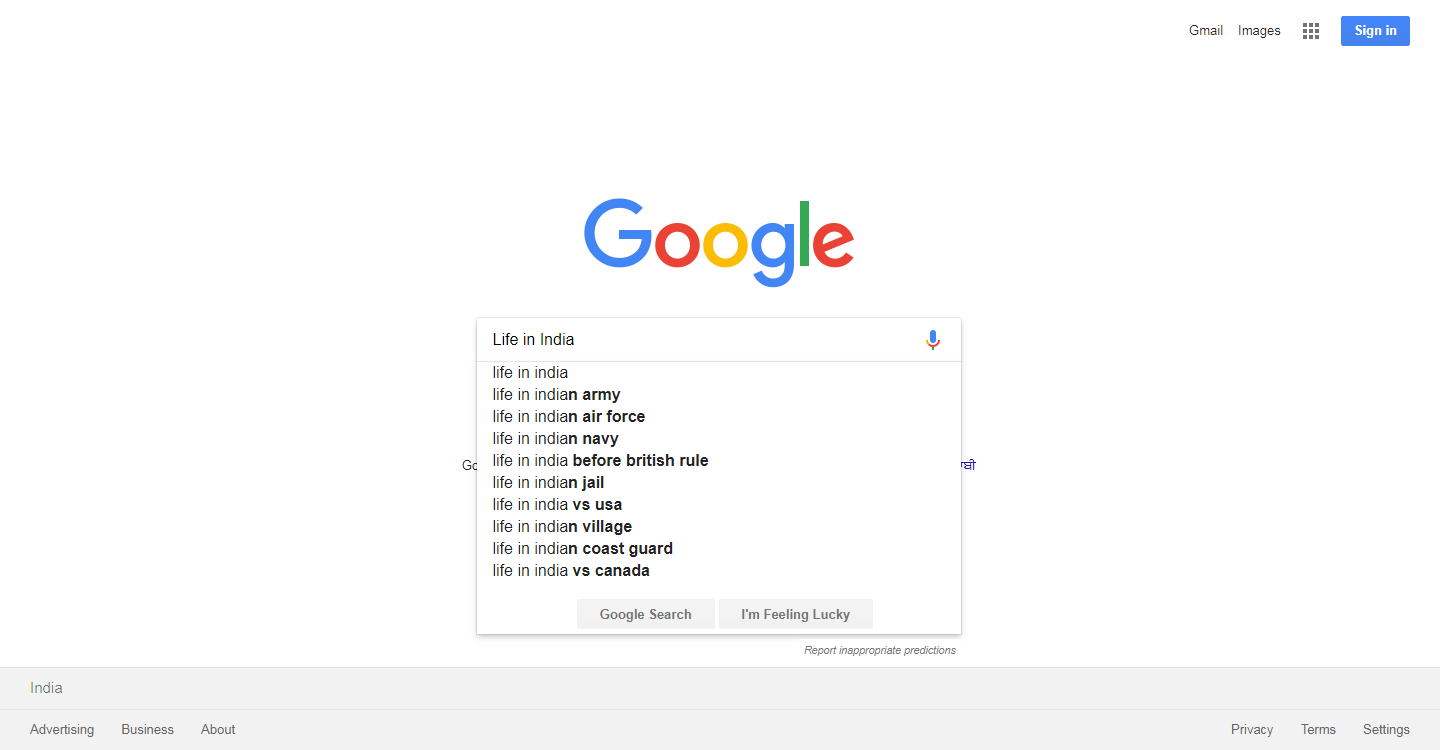 Gmail Images Sign in
Google
Life in India
life in india
life in indian army
life in indian air force
life in indian navy
life in india before british rule
life in indian jail
life in india vs usa
life in indian village
life in indian coast guard
life in india vs canada
Google Search I'm Feeling Lucky
Report inappropriate predictions
India
Advertising Business About Privacy Terms Settings